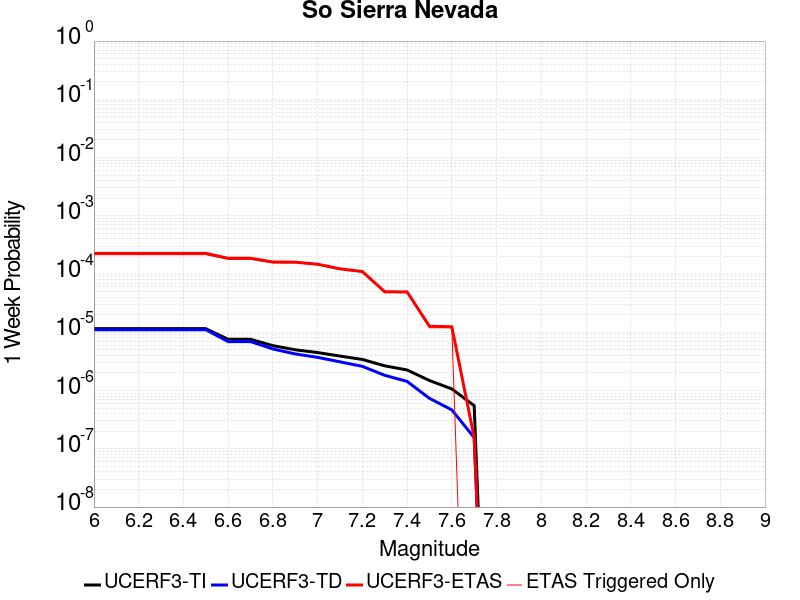 So Sierra Nevada
10^0
10^-1
10^-2
10^-3
10^-4
10^-5
10^-6
10^-7
10^-8
1 Week Probability
6 6.2 6.4 6.6 6.8 7 7.2 7.4 7.6 7.8 8 8.2 8.4 8.6 8.8 9
Magnitude
UCERF3-TI UCERF3-TD UCERF3-ETAS ETAS Triggered Only